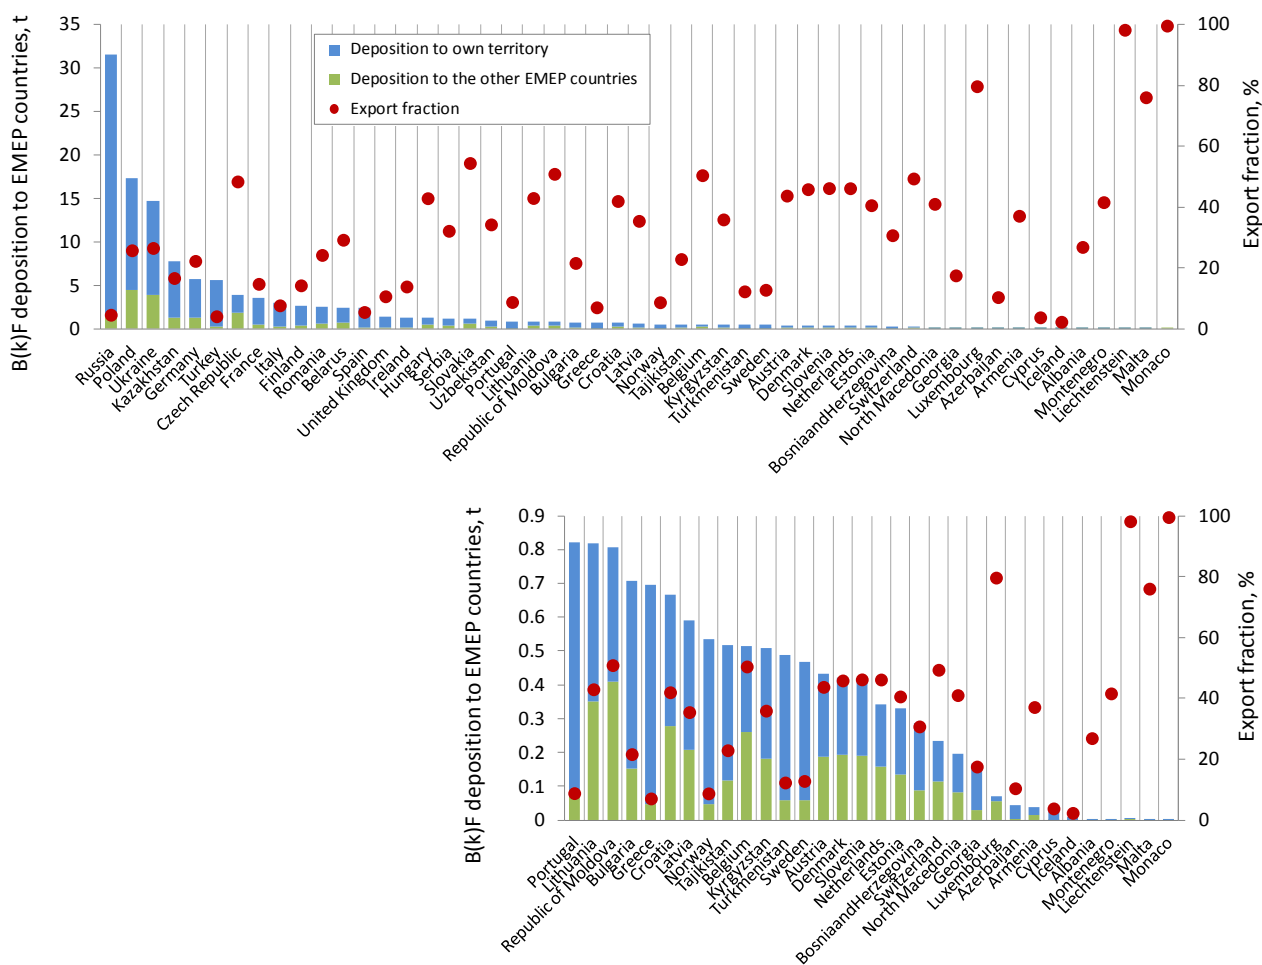 B(k)F deposition to EMEP countries, t
35
30
25
20
15
10
5
0
Deposition to own territory
Deposition to the other EMEP countries
Export fraction
100
80
60
40
20
0
Export fraction, %
Russia
Poland
Ukraine
Kazakhstan
Germany
Turkey
Czech Republic
France
Italy
Finland
Romania
Belarus
Spain
United Kingdom
Ireland
Hungary
Serbia
Slovakia
Uzbekistan
Portugal
Lithuania
Republic of Moldova
Bulgaria
Greece
Croatia
Latvia
Norway
Tajikistan
Belgium
Kyrgyzstan
Turkmenistan
Sweden
Austria
Denmark
Slovenia
Netherlands
Estonia
BosniaandHerzegovina
Switzerland
North Macedonia
Georgia
Luxembourg
Azerbaijan
Armenia
Cyprus
Iceland
Albania
Montenegro
Liechtenstein
Malta
Monaco
B(k)F deposition to EMEP countries, t
0.9
0.8
0.7
0.6
0.5
0.4
0.3
0.2
0.1
0
100
80
60
40
20
0
Export fraction, %
Portugal
Lithuania
Republic of Moldova
Bulgaria
Greece
Croatia
Latvia
Norway
Tajikistan
Belgium
Kyrgyzstan
Turkmenistan
Sweden
Austria
Denmark
Slovenia
Netherlands
Estonia
BosniaandHerzegovina
Switzerland
North Macedonia
Georgia
Luxembourg
Azerbaijan
Armenia
Cyprus
Iceland
Albania
Montenegro
Liechtenstein
Malta
Monaco